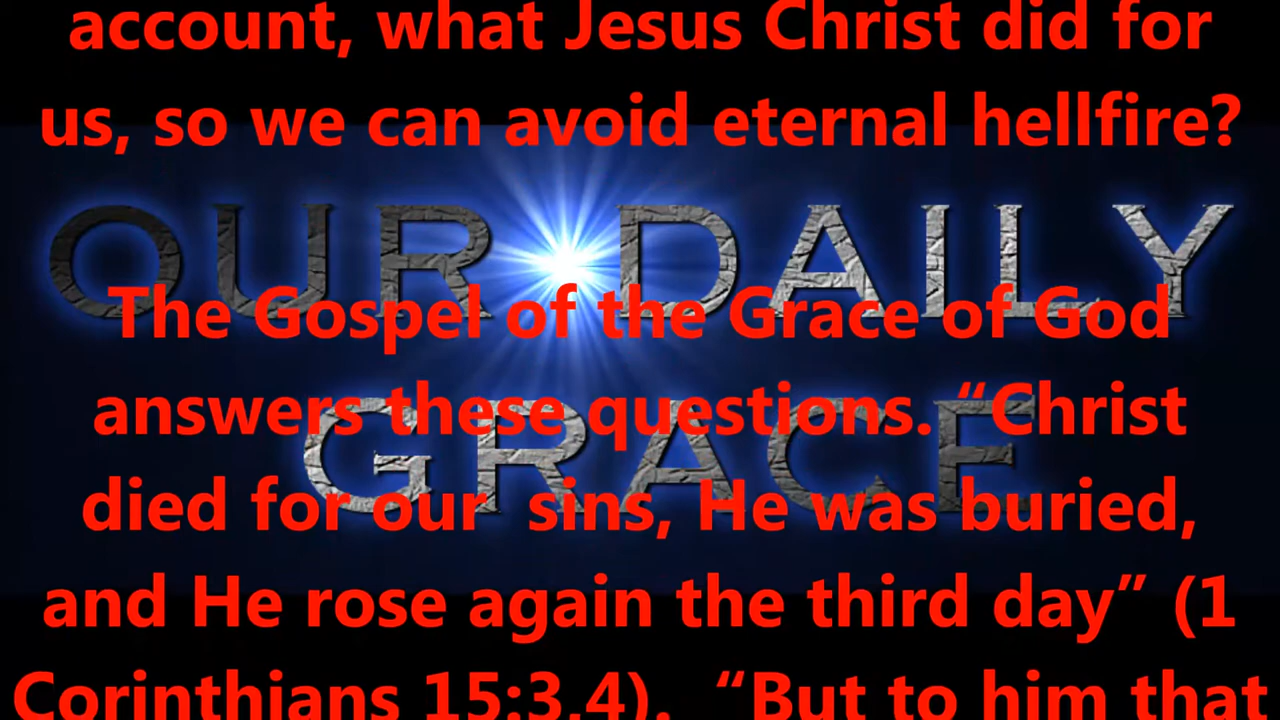 account, what Jesus Christ did for
us, so we can avoid eternal hellfire?
OUR DAILY
The Gospel of the Grace of God
answers these questions.  “Christ
GRACE
died for our  sins, He was buried,
and He rose again the third day” (1
Corinthians 15:3,4).  “But to him that